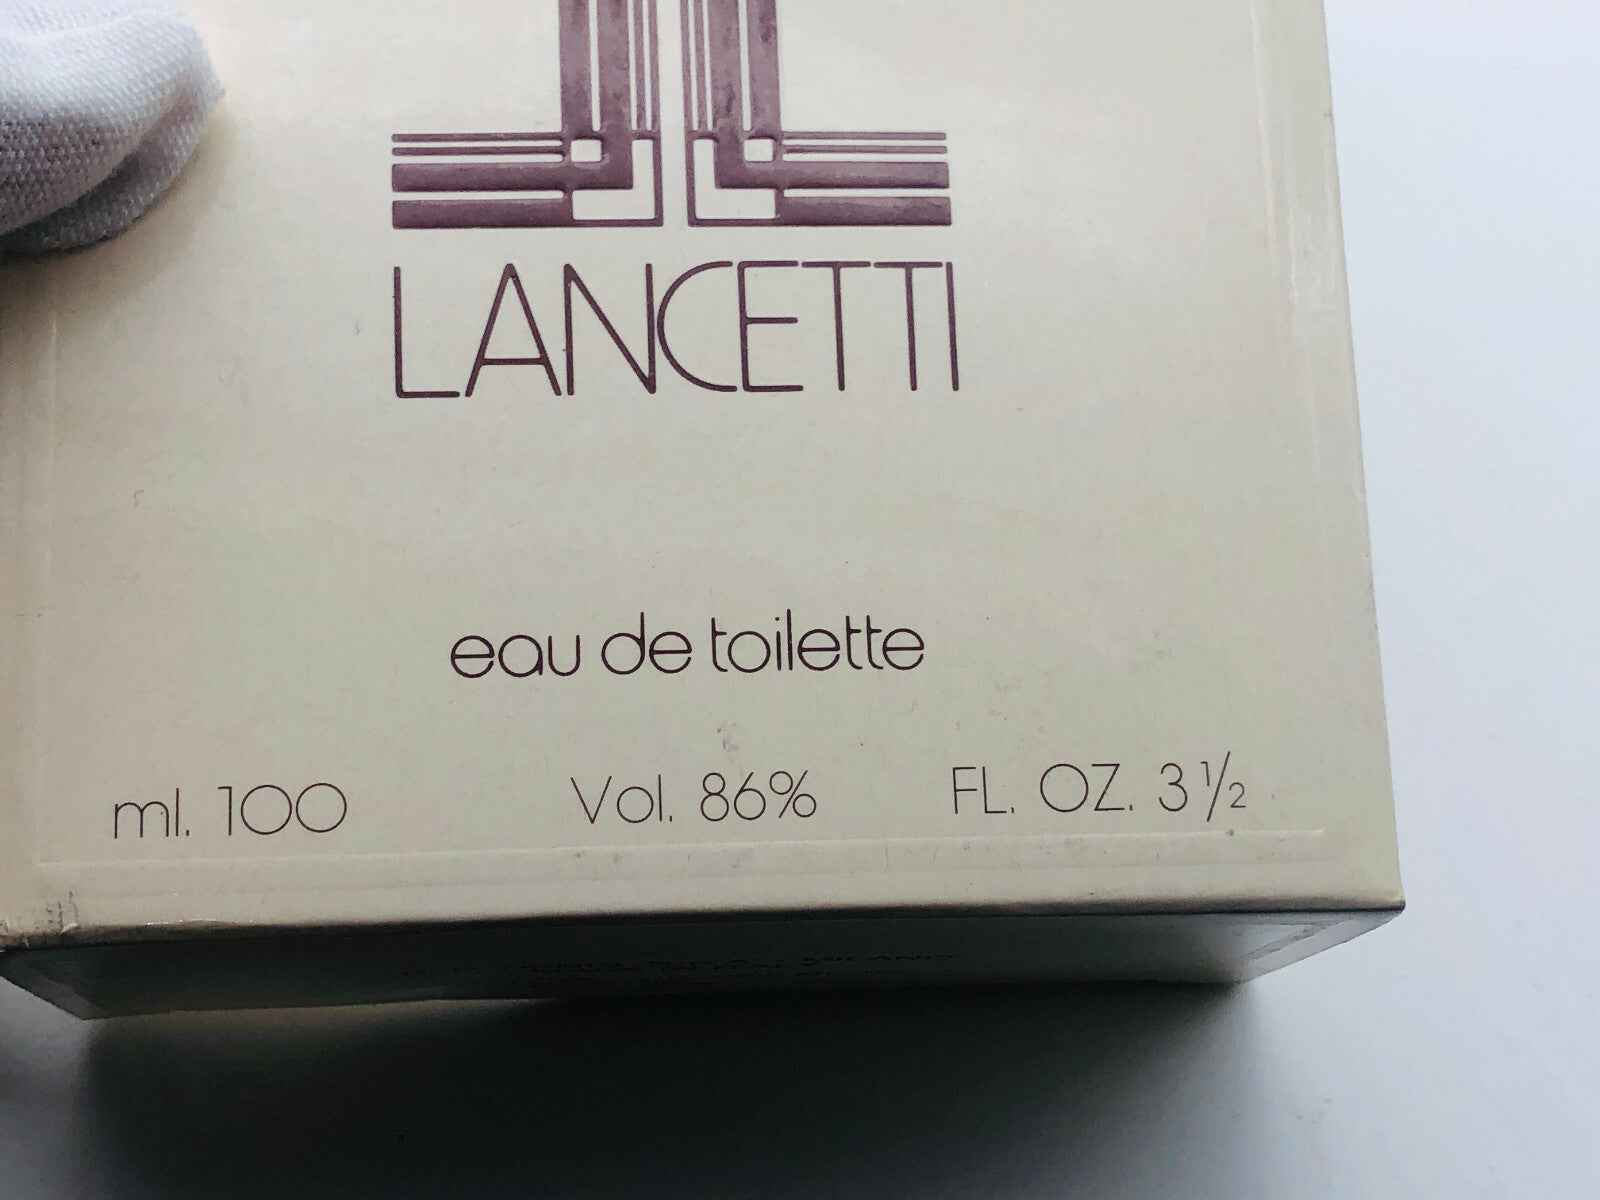 LANCETTI
eau de toilette
ml. 100 Vol. 86% FL. OZ. 3 1/2